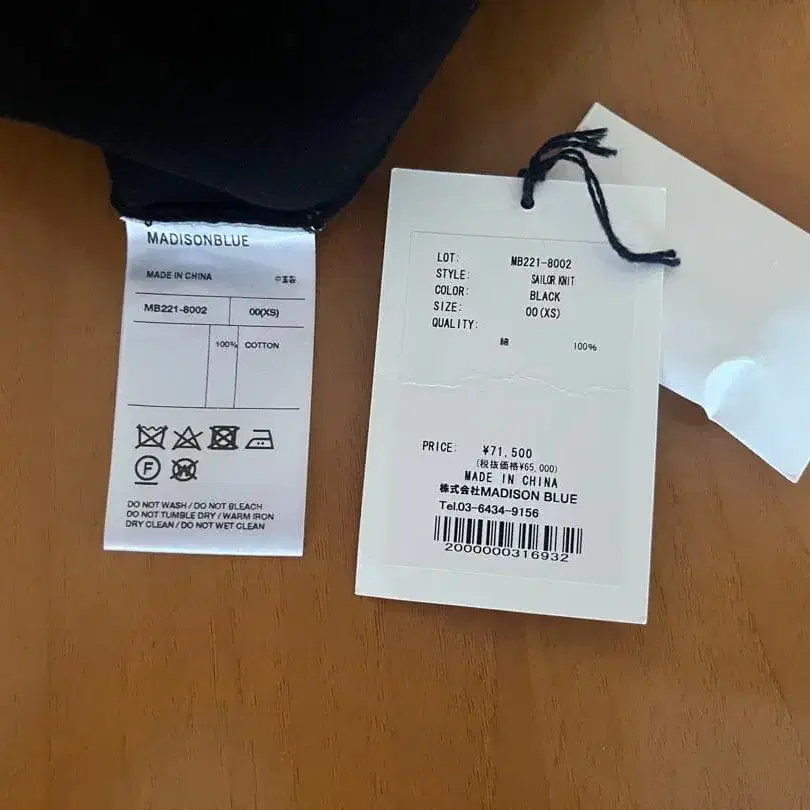 MADISONBLUE
MADE IN CHINA 中国製
MB221-8002 00(XS)
100% COTTON
F
W
DO NOT WASH / DO NOT BLEACH
DO NOT TUMBLE DRY / WARM IRON
DRY CLEAN / DO NOT WET CLEAN
LOT: MB221-8002
STYLE: SAILOR KNIT
COLOR: BLACK
SIZE: 00(XS)
QUALITY:
綿 100%
PRICE: ¥71,500
(税抜価格¥65,000)
MADE IN CHINA
株式会社MADISON BLUE
Tel.03-6434-9156
2000000316932